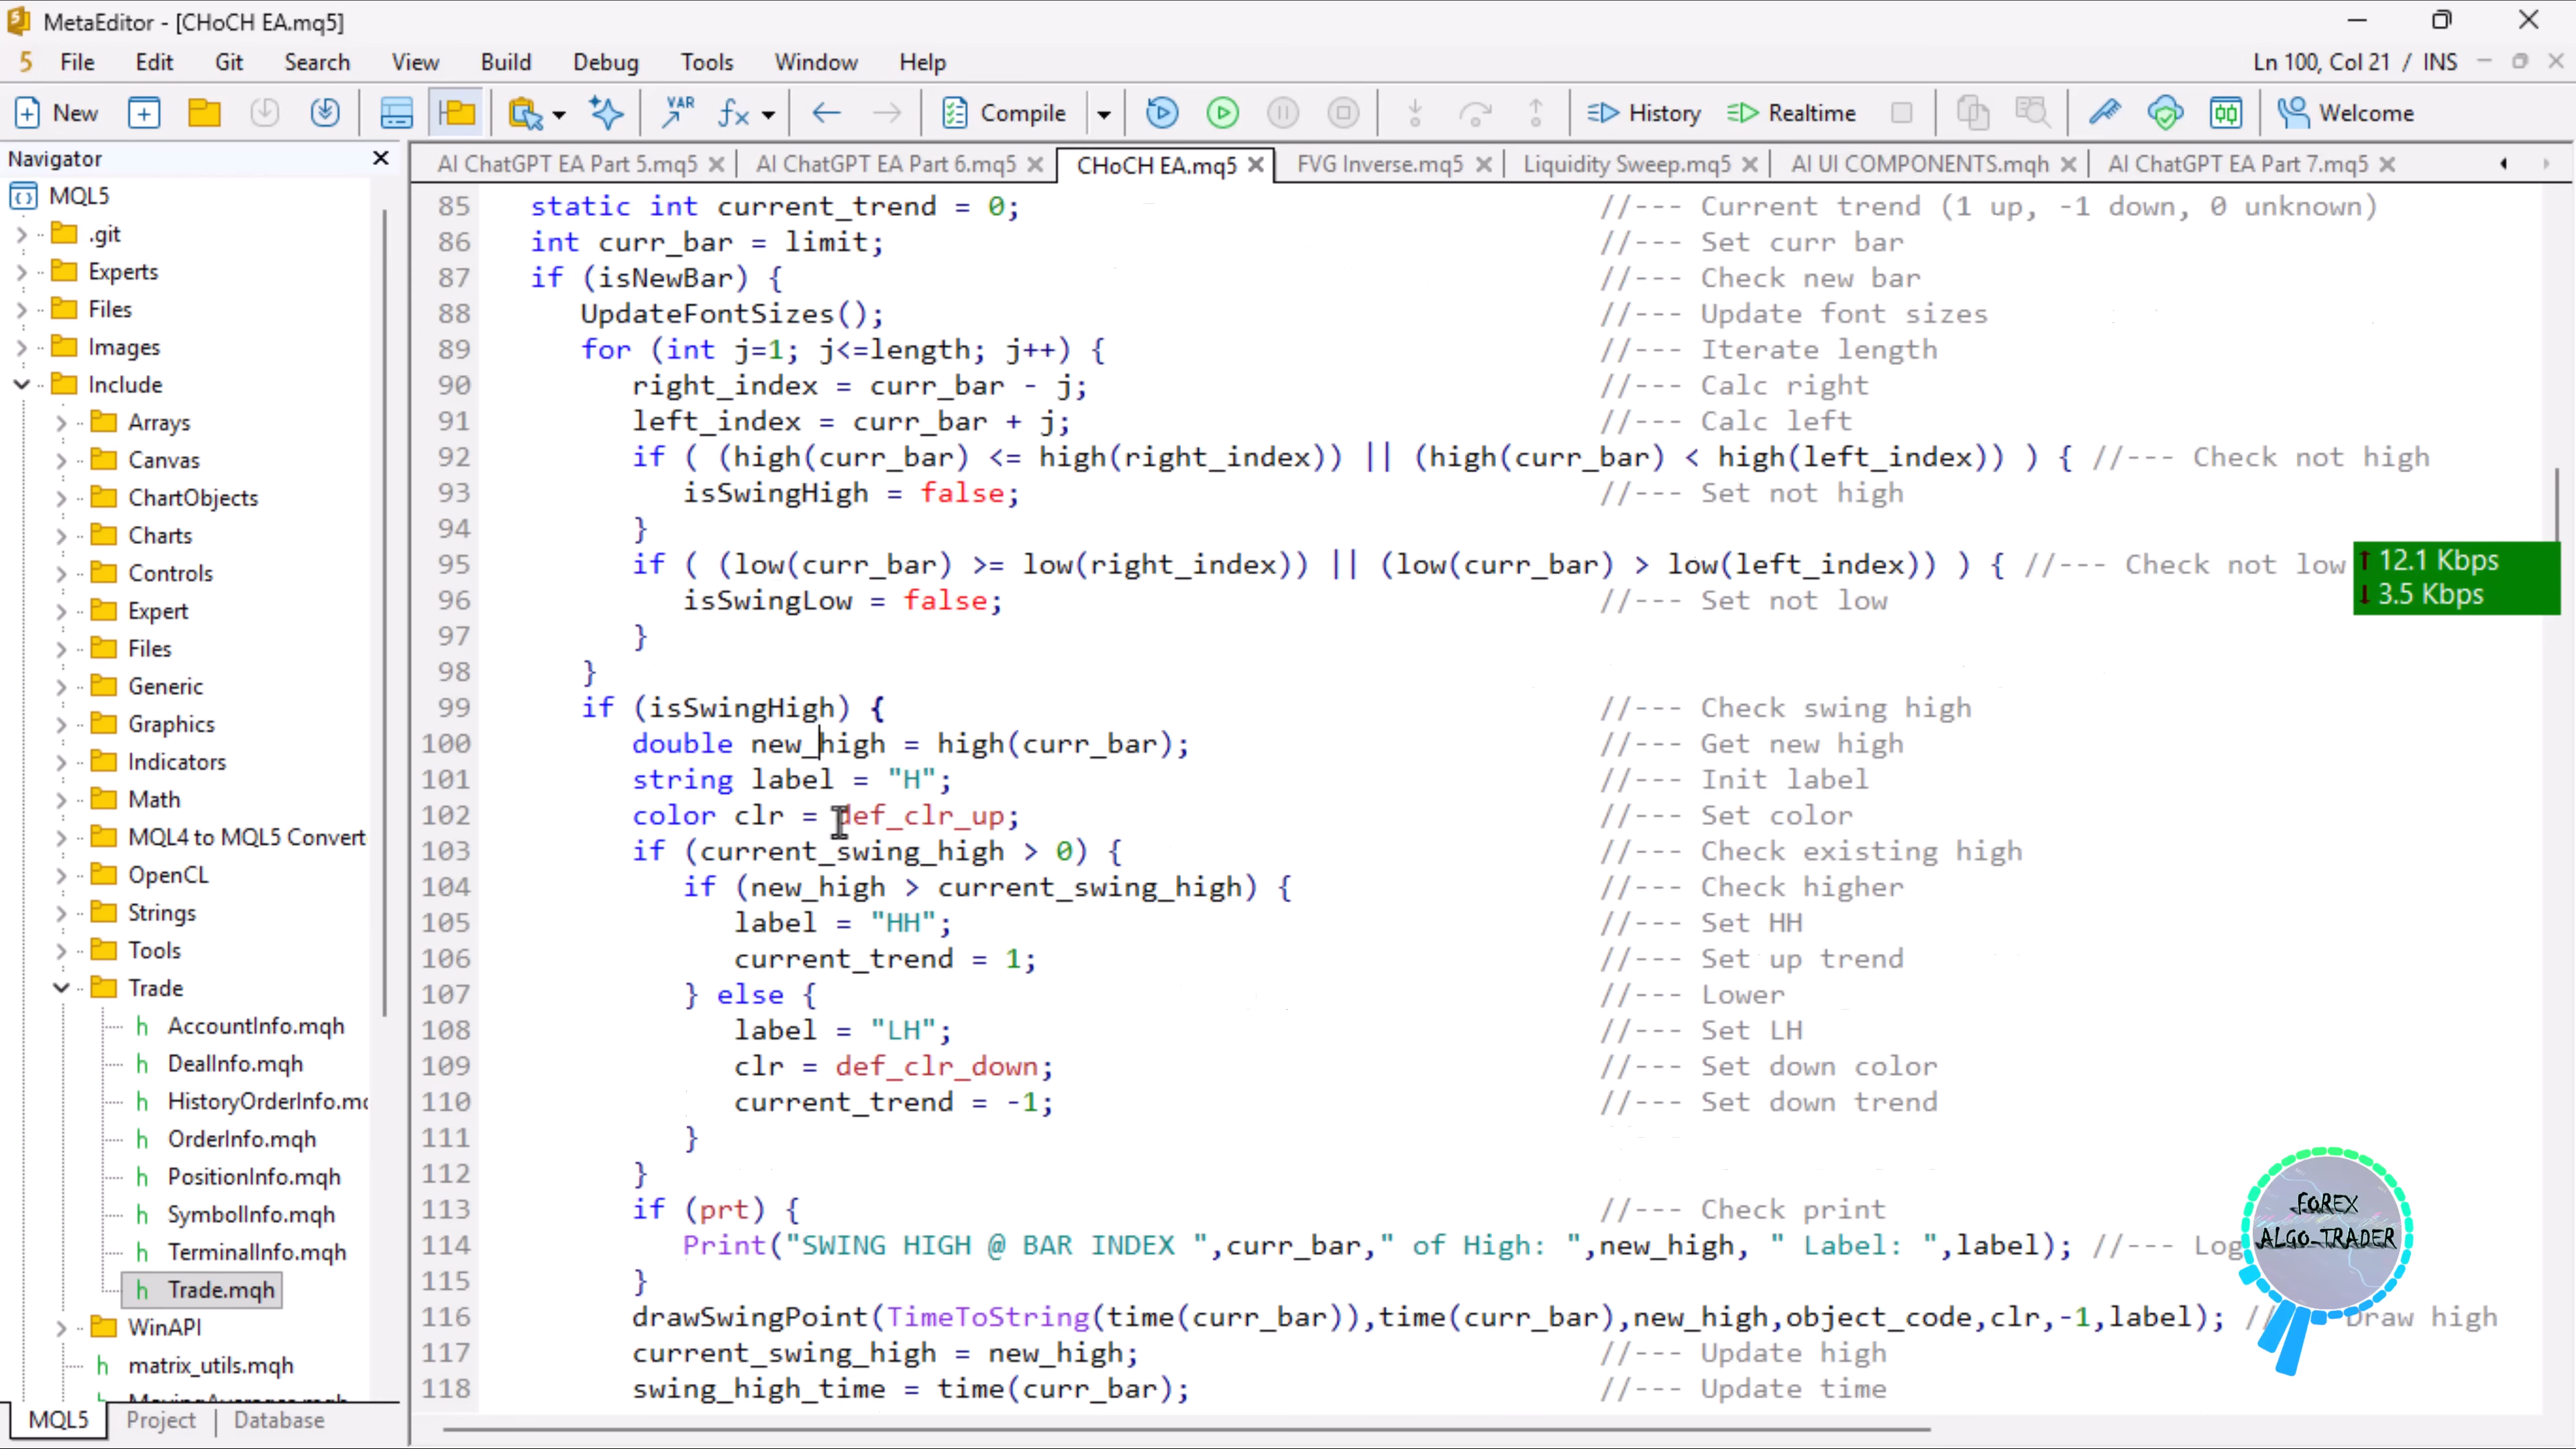 MetaEditor - [CHoCH EA.mq5]
5 File Edit Git Search View Build Debug Tools Window Help
Ln 100, Col 21 / INS
New VAR fx Compile History Realtime Welcome
Navigator
AI ChatGPT EA Part 5.mq5 AI ChatGPT EA Part 6.mq5 CHoCH EA.mq5 FVG Inverse.mq5 Liquidity Sweep.mq5 AI UI COMPONENTS.mqh AI ChatGPT EA Part 7.mq5
MQL5
.git
Experts
Files
Images
Include
Arrays
Canvas
ChartObjects
Charts
Controls
Expert
Files
Generic
Graphics
Indicators
Math
MQL4 to MQL5 Convert
OpenCL
Strings
Tools
Trade
h AccountInfo.mqh
h DealInfo.mqh
h HistoryOrderInfo.m
h OrderInfo.mqh
h PositionInfo.mqh
h SymbolInfo.mqh
h TerminalInfo.mqh
h Trade.mqh
WinAPI
h matrix_utils.mqh
MovingAverages.mqh
MQL5 Project Database
85 static int current_trend = 0; //--- Current trend (1 up, -1 down, 0 unknown)
86 int curr_bar = limit; //--- Set curr bar
87 if (isNewBar) { //--- Check new bar
88 UpdateFontSizes(); //--- Update font sizes
89 for (int j=1; j<=length; j++) { //--- Iterate length
90 right_index = curr_bar - j; //--- Calc right
91 left_index = curr_bar + j; //--- Calc left
92 if ( (high(curr_bar) <= high(right_index)) || (high(curr_bar) < high(left_index)) ) { //--- Check not high
93 isSwingHigh = false; //--- Set not high
94 }
95 if ( (low(curr_bar) >= low(right_index)) || (low(curr_bar) > low(left_index)) ) { //--- Check not low
96 isSwingLow = false; //--- Set not low
97 }
98 }
99 if (isSwingHigh) { //--- Check swing high
100 double new_high = high(curr_bar); //--- Get new high
101 string label = "H"; //--- Init label
102 color clr = def_clr_up; //--- Set color
103 if (current_swing_high > 0) { //--- Check existing high
104 if (new_high > current_swing_high) { //--- Check higher
105 label = "HH"; //--- Set HH
106 current_trend = 1; //--- Set up trend
107 } else { //--- Lower
108 label = "LH"; //--- Set LH
109 clr = def_clr_down; //--- Set down color
110 current_trend = -1; //--- Set down trend
111 }
112 }
113 if (prt) { //--- Check print
114 Print("SWING HIGH @ BAR INDEX ",curr_bar," of High: ",new_high, " Label: ",label); //--- Log
115 }
116 drawSwingPoint(TimeToString(time(curr_bar)),time(curr_bar),new_high,object_code,clr,-1,label); // Draw high
117 current_swing_high = new_high; //--- Update high
118 swing_high_time = time(curr_bar); //--- Update time
↑ 12.1 Kbps
↓ 3.5 Kbps
FOREX
ALGO-TRADER